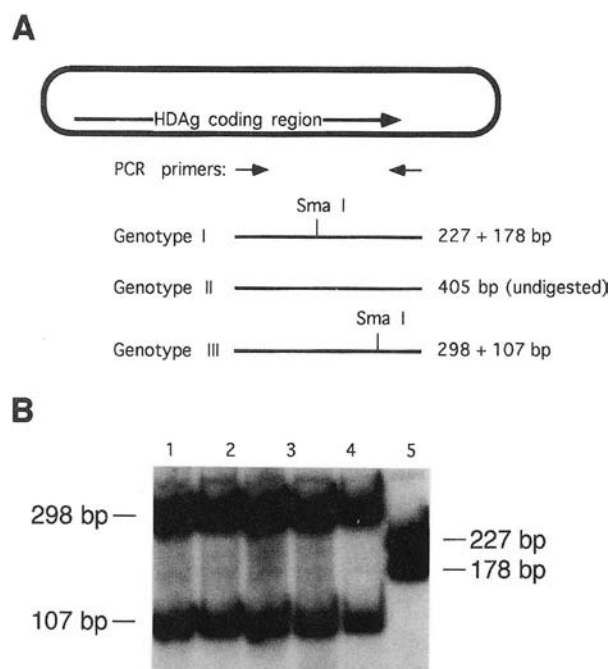 A
HDAg coding region
PCR primers:
Sma I
Genotype I 227 + 178 bp
Genotype II 405 bp (undigested)
Sma I
Genotype III 298 + 107 bp
B
1 2 3 4 5
298 bp
227 bp
178 bp
107 bp